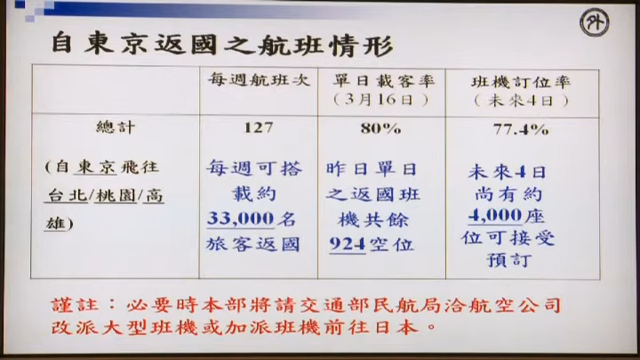 外
自東京返國之航班情形
每週航班次
單日載客率
(3月16日)
班機訂位率
(未來4日)
總計
127
80%
77.4%
(自東京飛往
台北/桃園/高
雄)
每週可搭
載約
33,000名
旅客返國
昨日單日
之返國班
機共餘
924空位
未來4日
尚有約
4,000座
位可接受
預訂
謹註：必要時本部將請交通部民航局洽航空公司
改派大型班機或加派班機前往日本。